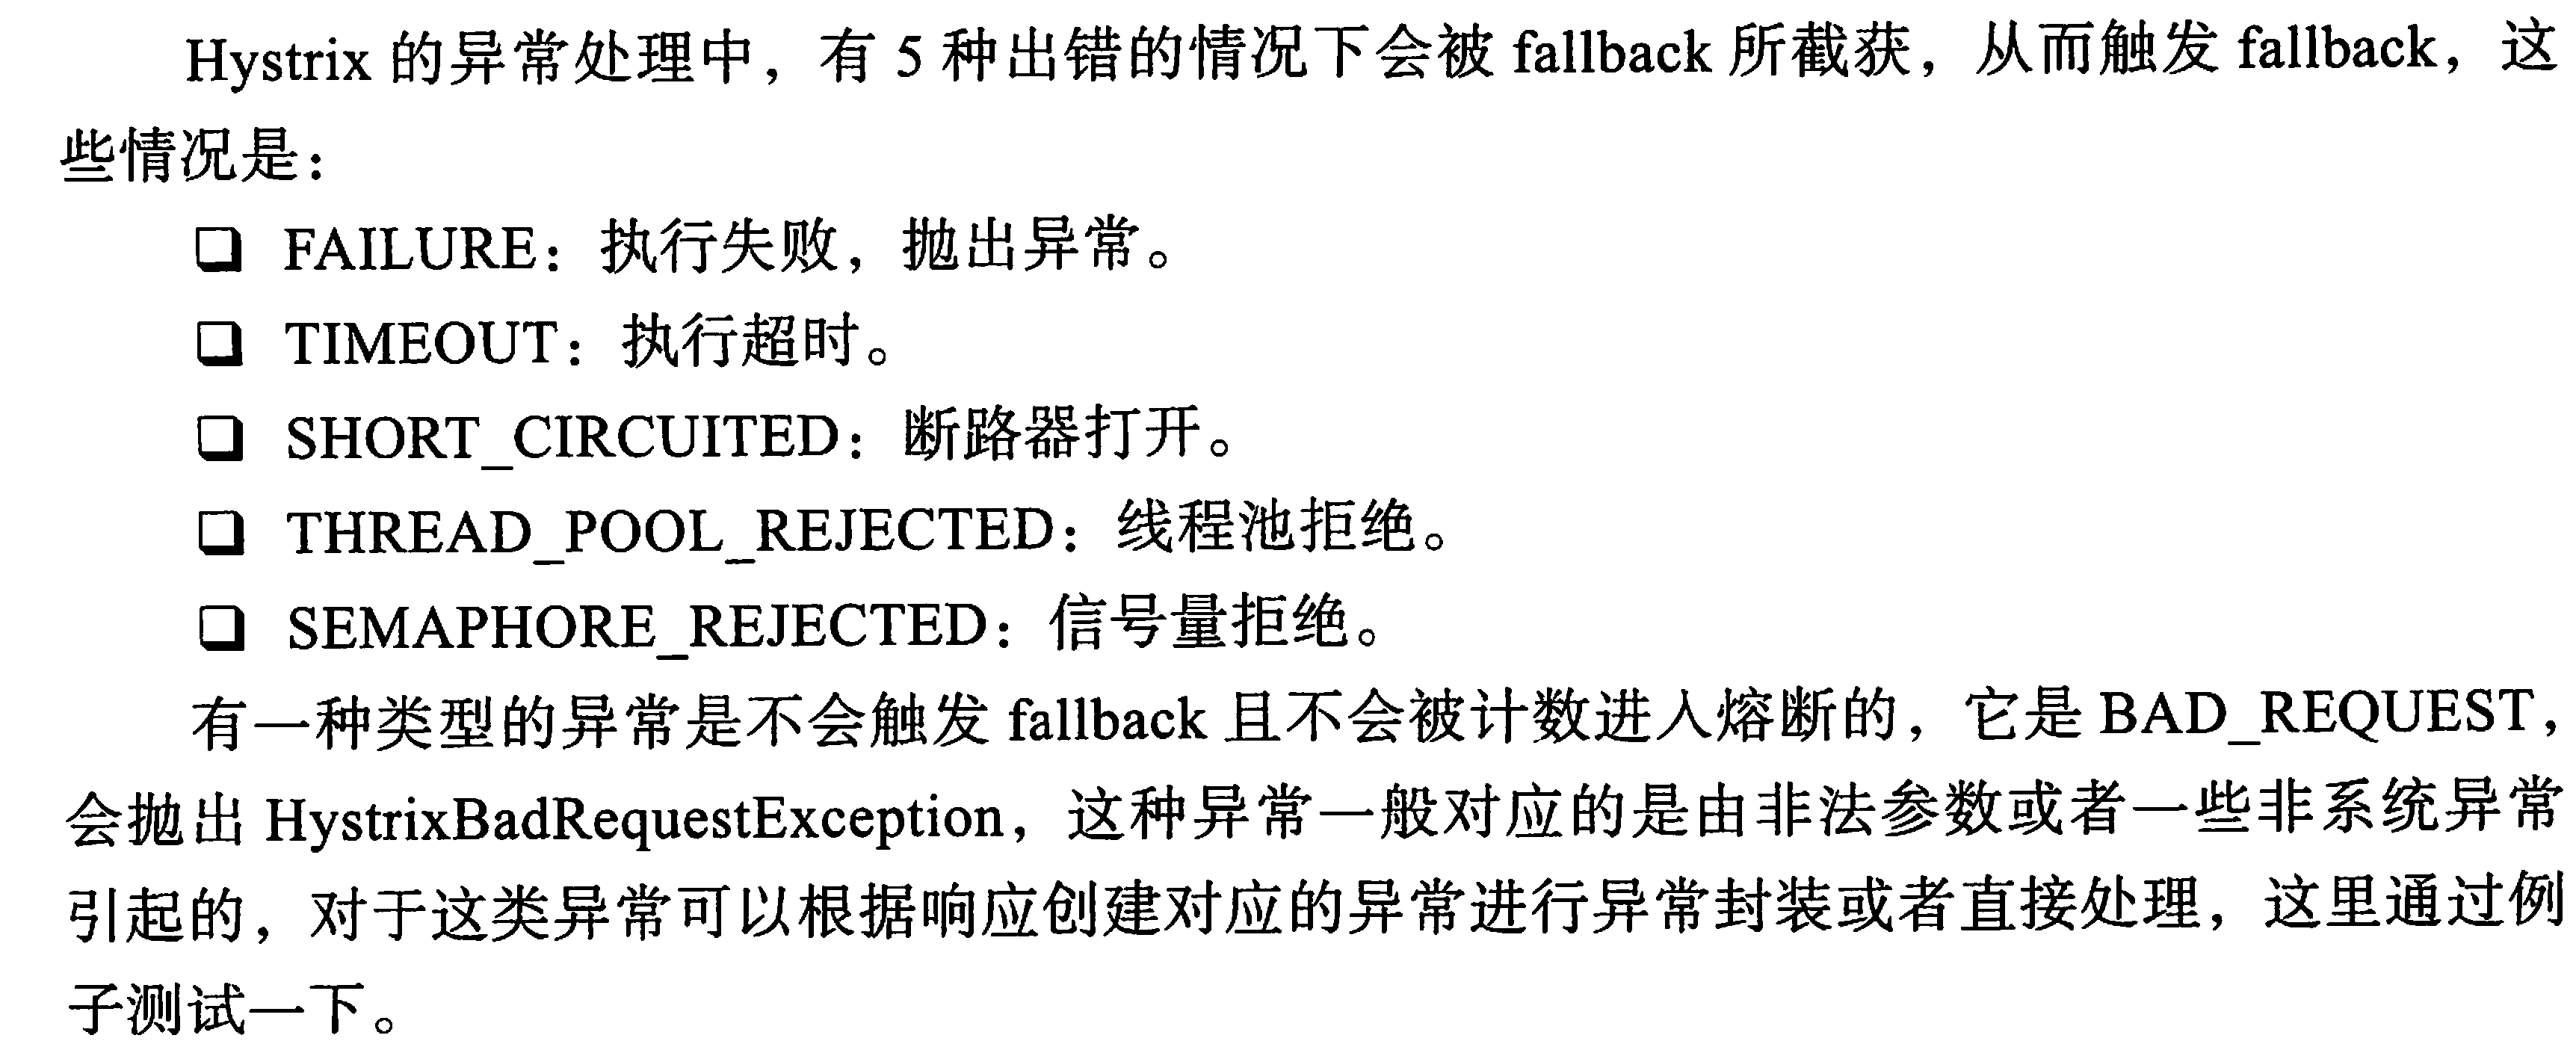 Hystrix 的异常处理中，有 5 种出错的情况下会被 fallback 所截获，从而触发 fallback，这
些情况是：
❑ FAILURE：执行失败，抛出异常。
❑ TIMEOUT：执行超时。
❑ SHORT_CIRCUITED：断路器打开。
❑ THREAD_POOL_REJECTED：线程池拒绝。
❑ SEMAPHORE_REJECTED：信号量拒绝。
有一种类型的异常是不会触发 fallback 且不会被计数进入熔断的，它是 BAD_REQUEST，
会抛出 HystrixBadRequestException，这种异常一般对应的是由非法参数或者一些非系统异常
引起的，对于这类异常可以根据响应创建对应的异常进行异常封装或者直接处理，这里通过例
子测试一下。